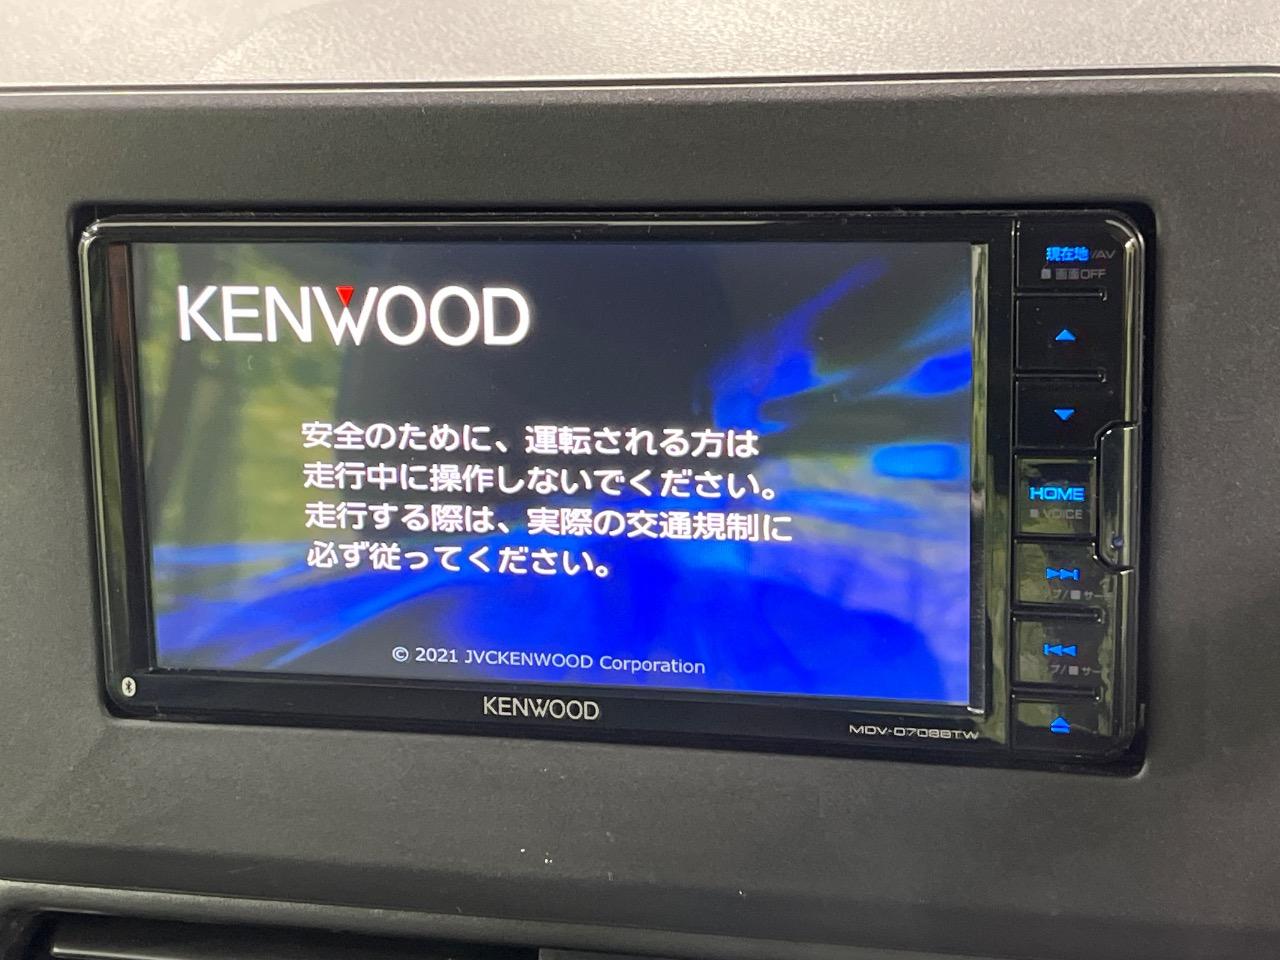 KENWOOD
安全のために、運転される方は
走行中に操作しないでください。
走行する際は、実際の交通規制に
必ず従ってください。
© 2021 JVCKENWOOD Corporation
KENWOOD
MDV-D708BTW
現在地/AV
■ 画面OFF
HOME
■ VOICE